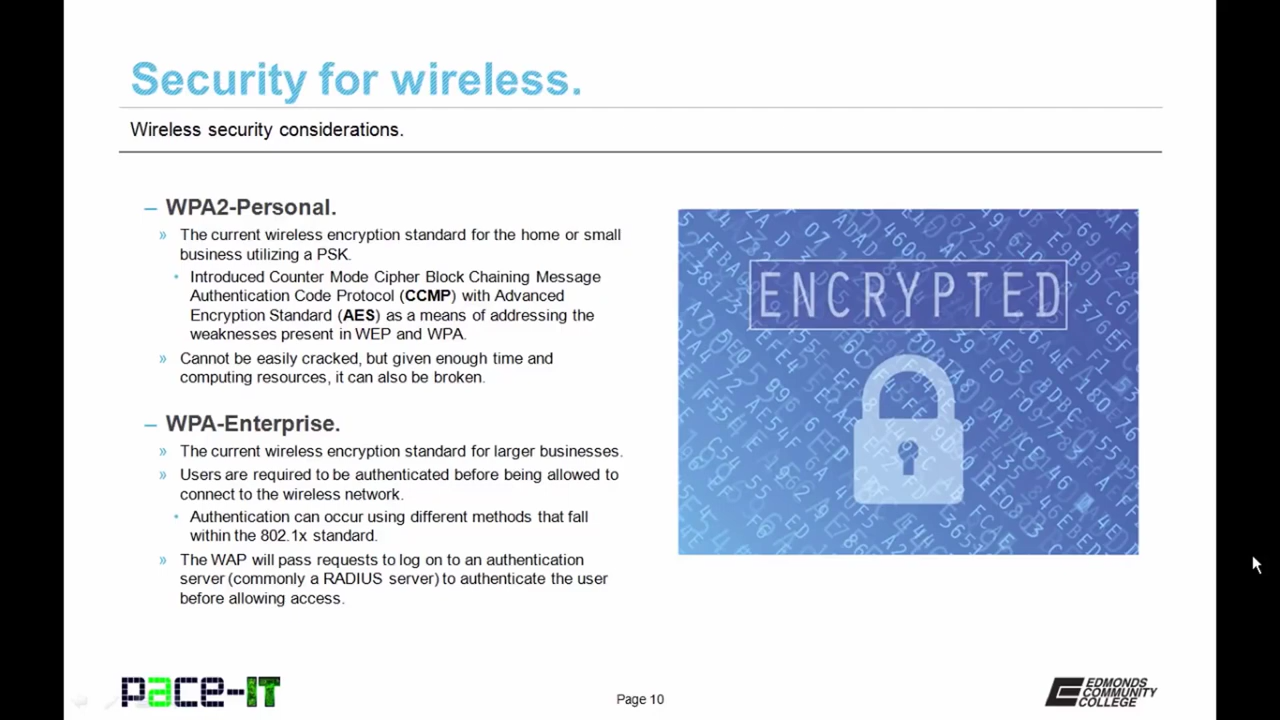 Security for wireless.
Wireless security considerations.
– WPA2-Personal.
» The current wireless encryption standard for the home or small
business utilizing a PSK.
• Introduced Counter Mode Cipher Block Chaining Message
Authentication Code Protocol (CCMP) with Advanced
Encryption Standard (AES) as a means of addressing the
weaknesses present in WEP and WPA.
» Cannot be easily cracked, but given enough time and
computing resources, it can also be broken.
– WPA-Enterprise.
» The current wireless encryption standard for larger businesses.
» Users are required to be authenticated before being allowed to
connect to the wireless network.
• Authentication can occur using different methods that fall
within the 802.1x standard.
» The WAP will pass requests to log on to an authentication
server (commonly a RADIUS server) to authenticate the user
before allowing access.
ENCRYPTED
pace-IT
Page 10
EDMONDS
COMMUNITY
COLLEGE